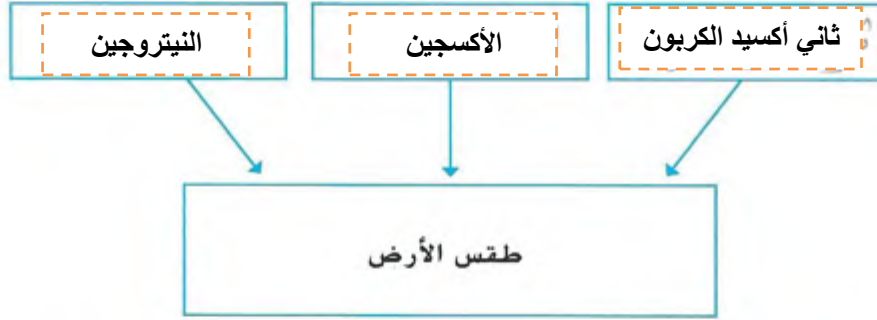 ثاني أكسيد الكربون
الأكسجين
النيتروجين
طقس الأرض